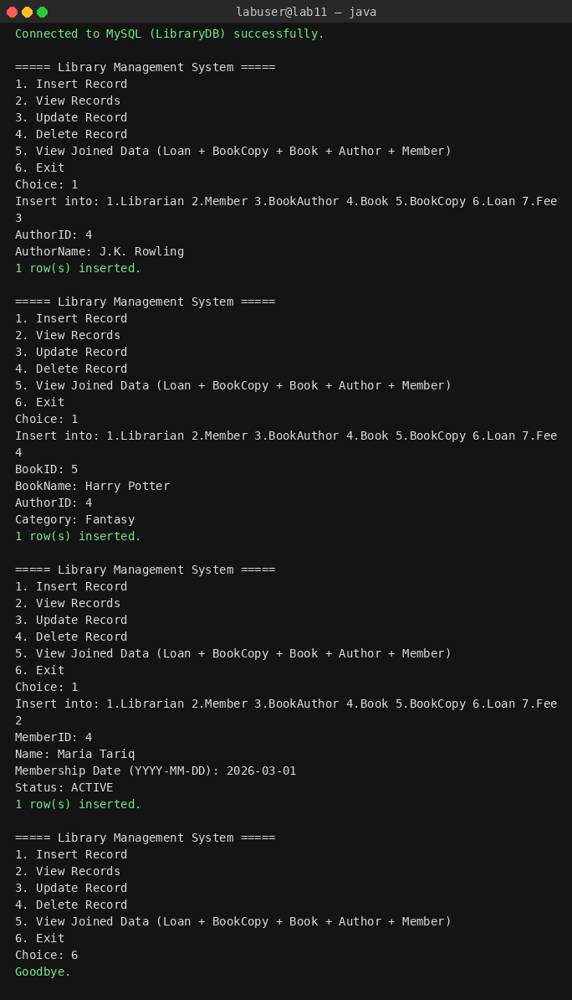 labuser@lab11 — java
Connected to MySQL (LibraryDB) successfully.
===== Library Management System =====
1. Insert Record
2. View Records
3. Update Record
4. Delete Record
5. View Joined Data (Loan + BookCopy + Book + Author + Member)
6. Exit
Choice: 1
Insert into: 1.Librarian 2.Member 3.BookAuthor 4.Book 5.BookCopy 6.Loan 7.Fee
3
AuthorID: 4
AuthorName: J.K. Rowling
1 row(s) inserted.
===== Library Management System =====
1. Insert Record
2. View Records
3. Update Record
4. Delete Record
5. View Joined Data (Loan + BookCopy + Book + Author + Member)
6. Exit
Choice: 1
Insert into: 1.Librarian 2.Member 3.BookAuthor 4.Book 5.BookCopy 6.Loan 7.Fee
4
BookID: 5
BookName: Harry Potter
AuthorID: 4
Category: Fantasy
1 row(s) inserted.
===== Library Management System =====
1. Insert Record
2. View Records
3. Update Record
4. Delete Record
5. View Joined Data (Loan + BookCopy + Book + Author + Member)
6. Exit
Choice: 1
Insert into: 1.Librarian 2.Member 3.BookAuthor 4.Book 5.BookCopy 6.Loan 7.Fee
2
MemberID: 4
Name: Maria Tariq
Membership Date (YYYY-MM-DD): 2026-03-01
Status: ACTIVE
1 row(s) inserted.
===== Library Management System =====
1. Insert Record
2. View Records
3. Update Record
4. Delete Record
5. View Joined Data (Loan + BookCopy + Book + Author + Member)
6. Exit
Choice: 6
Goodbye.